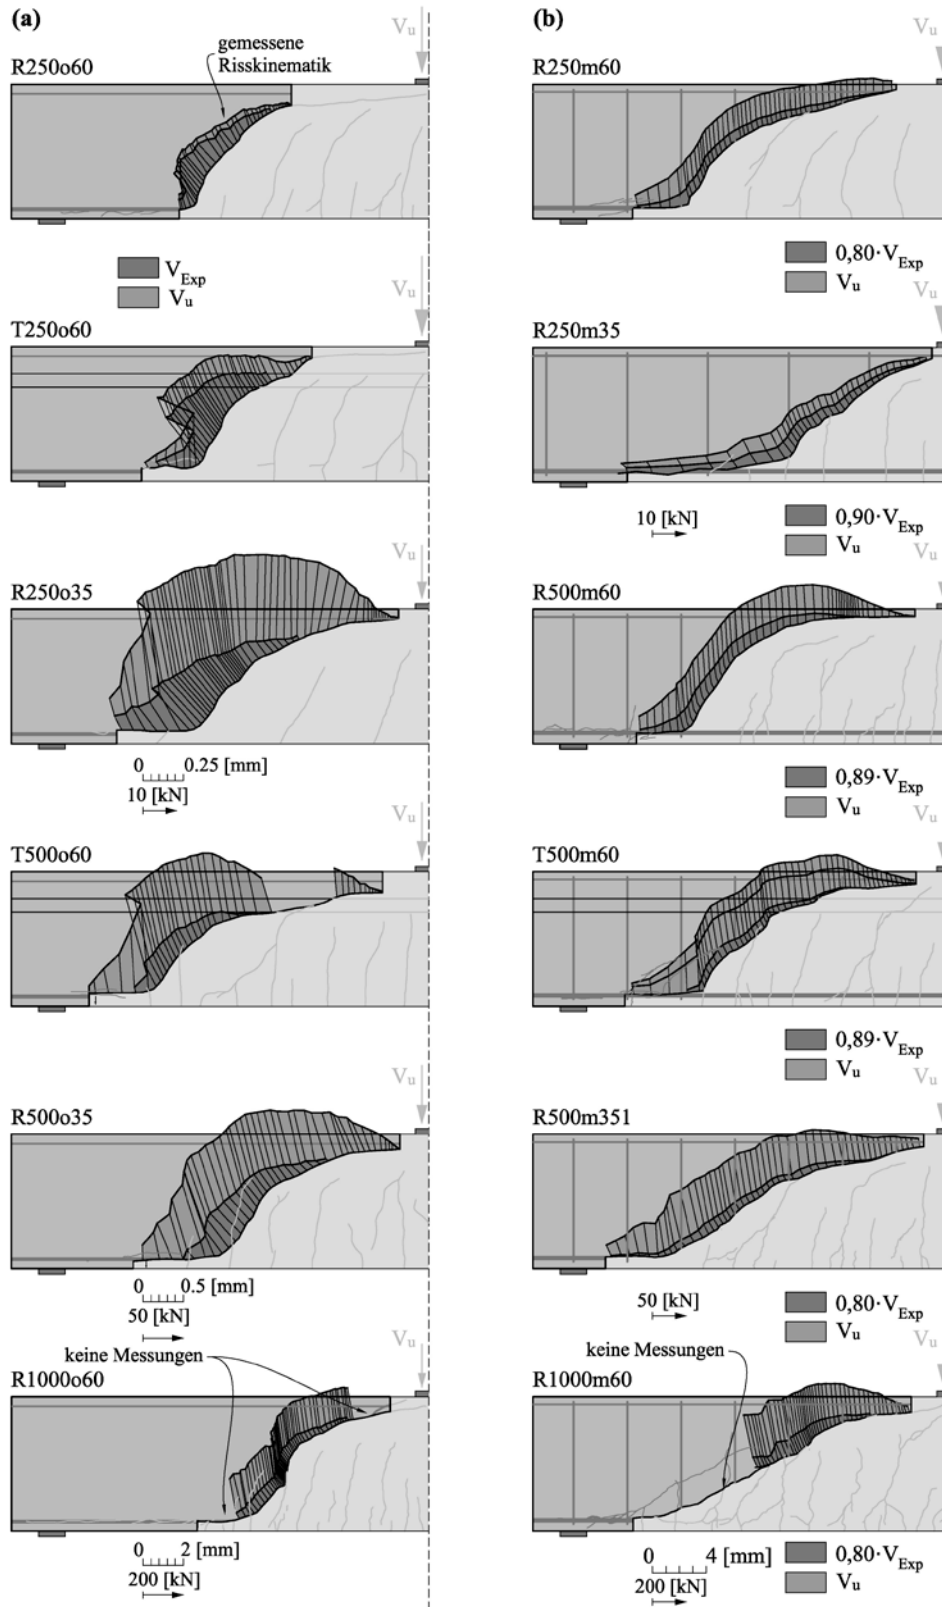 (a)
V_u
gemessene
Risskinematik
R250o60
V_Exp
V_u
V_u
T250o60
V_u
R250o35
0 0.25 [mm]
10 [kN]
V_u
T500o60
V_u
R500o35
0 0.5 [mm]
50 [kN]
V_u
keine Messungen
R1000o60
0 2 [mm]
200 [kN]
(b)
V_u
R250m60
0,80·V_Exp
V_u
V_u
R250m35
10 [kN]
0,90·V_Exp
V_u
V_u
R500m60
0,89·V_Exp
V_u
V_u
T500m60
0,89·V_Exp
V_u
V_u
R500m351
50 [kN]
0,80·V_Exp
V_u
V_u
keine Messungen
R1000m60
0 4 [mm]
200 [kN]
0,80·V_Exp
V_u